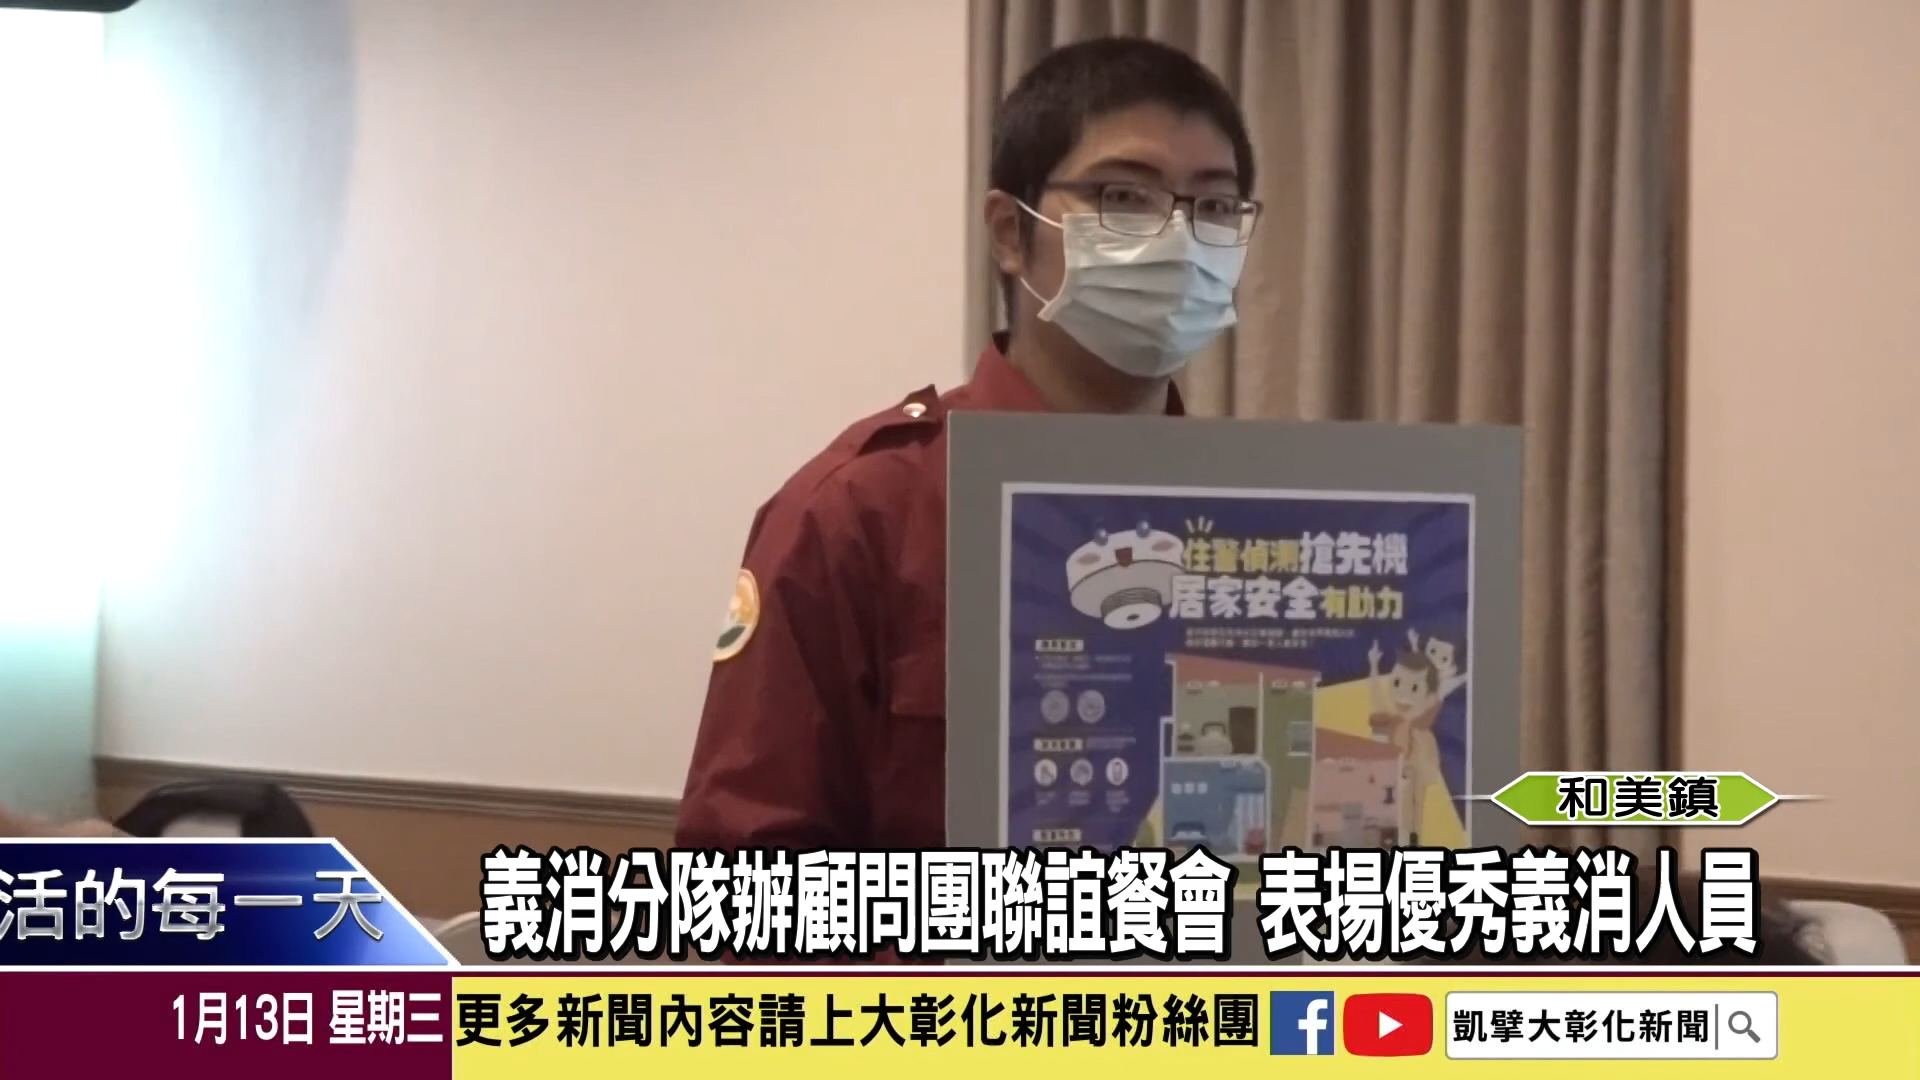 住警偵測搶先機
居家安全有助力
和美鎮
活的每一天
義消分隊辦顧問團聯誼餐會 表揚優秀義消人員
1月13日 星期三
更多新聞內容請上大彰化新聞粉絲團
凱擘大彰化新聞